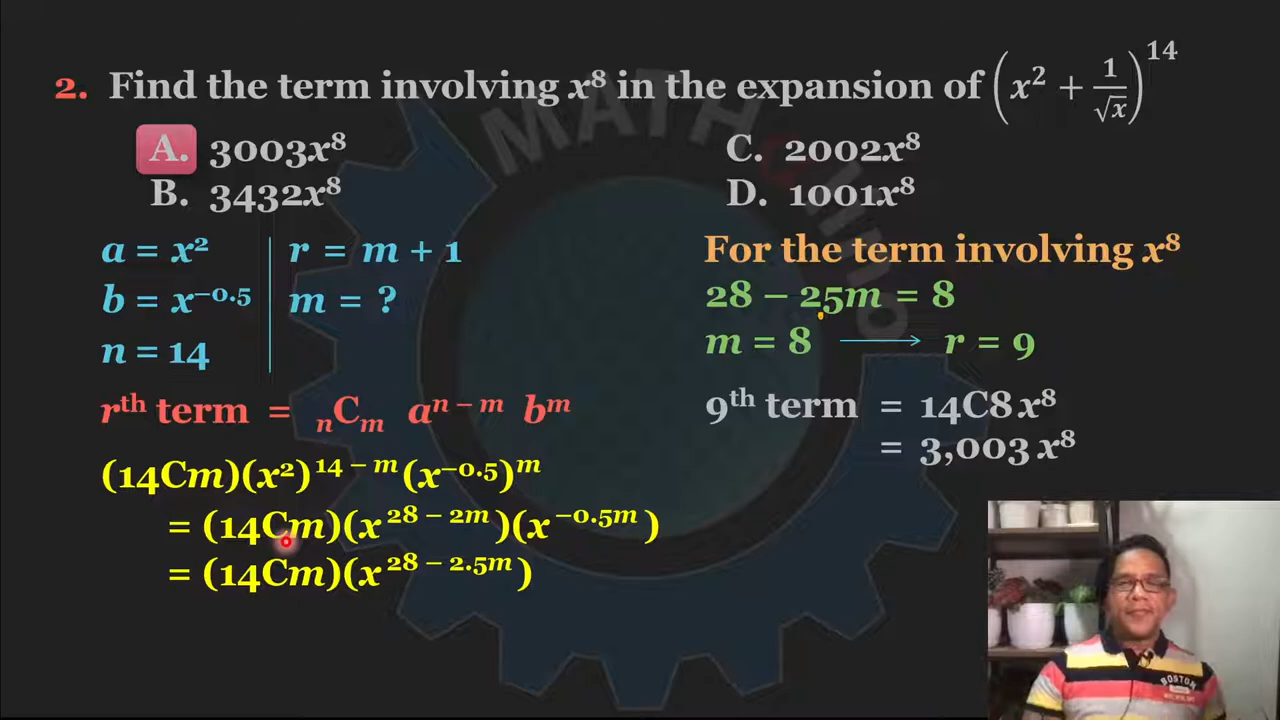 2. Find the term involving x⁸ in the expansion of (x² + 1/√x)¹⁴
A. 3003x⁸
B. 3432x⁸
C. 2002x⁸
D. 1001x⁸
a = x²
b = x⁻⁰·⁵
n = 14
r = m + 1
m = ?
rᵗʰ term = ₙCₘ aⁿ⁻ᵐ bᵐ
(14Cm)(x²)¹⁴⁻ᵐ(x⁻⁰·⁵)ᵐ
= (14Cm)(x²⁸⁻²ᵐ)(x⁻⁰·⁵ᵐ)
= (14Cm)(x²⁸⁻²·⁵ᵐ)
For the term involving x⁸
28 – 25m = 8
m = 8 ⟶ r = 9
9ᵗʰ term = 14C8 x⁸
= 3,003 x⁸
MATHalino
BOSTON